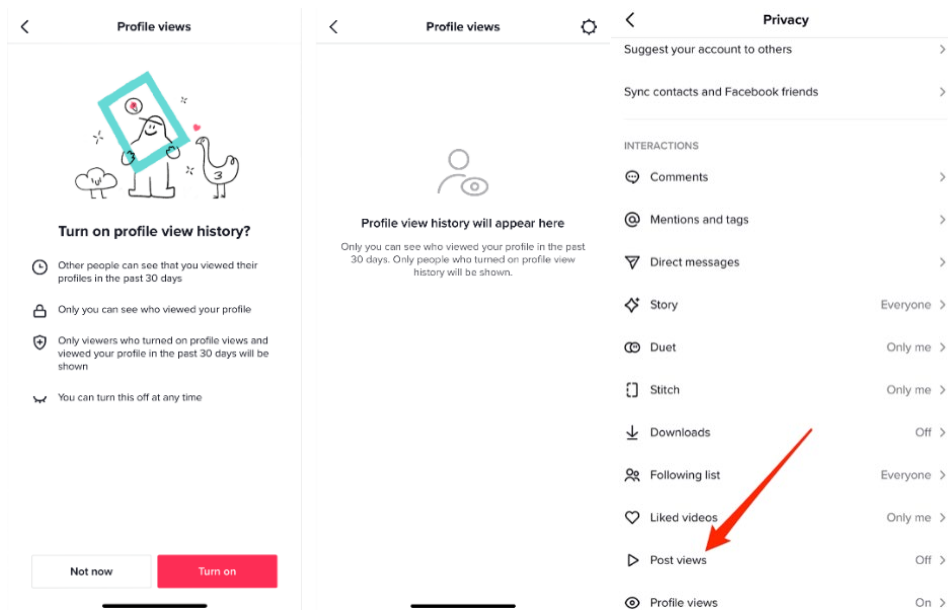 Profile views
Turn on profile view history?
Other people can see that you viewed their
profiles in the past 30 days
Only you can see who viewed your profile
Only viewers who turned on profile views and
viewed your profile in the past 30 days will be
shown
You can turn this off at any time
Not now
Turn on
Profile views
Profile view history will appear here
Only you can see who viewed your profile in the past
30 days. Only people who turned on profile view
history will be shown.
Privacy
Suggest your account to others
Sync contacts and Facebook friends
INTERACTIONS
Comments
Mentions and tags
Direct messages
Story Everyone
Duet Only me
Stitch Only me
Downloads Off
Following list Everyone
Liked videos Only me
Post views Off
Profile views On